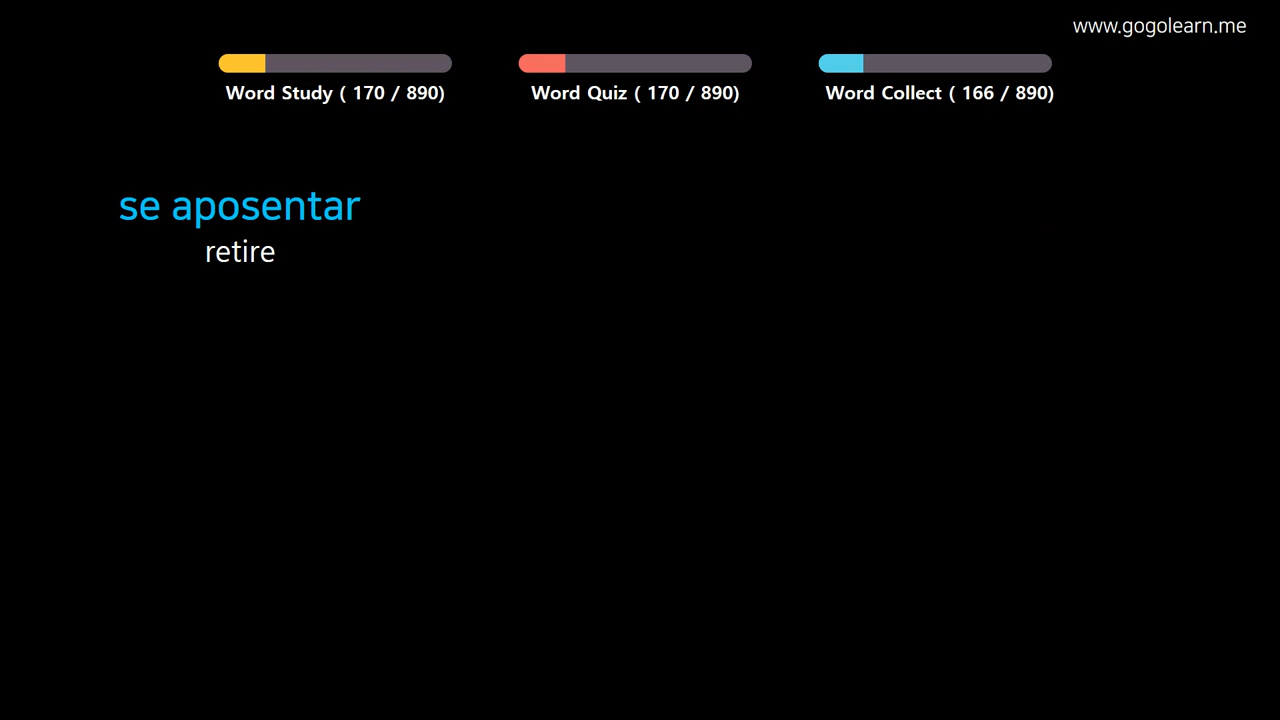 www.gogolearn.me
Word Study ( 170 / 890)
Word Quiz ( 170 / 890)
Word Collect ( 166 / 890)
se aposentar
retire